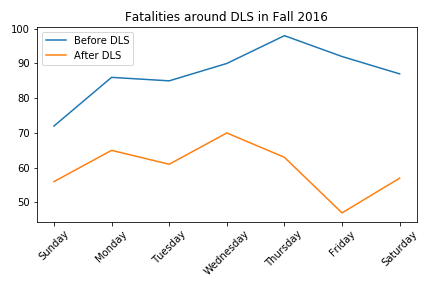 Fatalities around DLS in Fall 2016
100
90
80
70
60
50
Before DLS
After DLS
Sunday
Monday
Tuesday
Wednesday
Thursday
Friday
Saturday